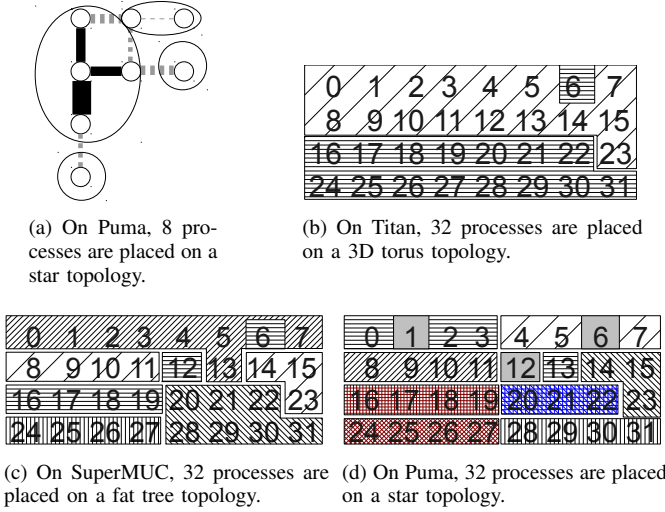 0 1 2 3 4 5 6 7
8 9 10 11 12 13 14 15
16 17 18 19 20 21 22 23
24 25 26 27 28 29 30 31
(a) On Puma, 8 pro-
cesses are placed on a
star topology.
(b) On Titan, 32 processes are placed
on a 3D torus topology.
0 1 2 3 4 5 6 7
8 9 10 11 12 13 14 15
16 17 18 19 20 21 22 23
24 25 26 27 28 29 30 31
(c) On SuperMUC, 32 processes are
placed on a fat tree topology.
0 1 2 3 4 5 6 7
8 9 10 11 12 13 14 15
16 17 18 19 20 21 22 23
24 25 26 27 28 29 30 31
(d) On Puma, 32 processes are placed
on a star topology.